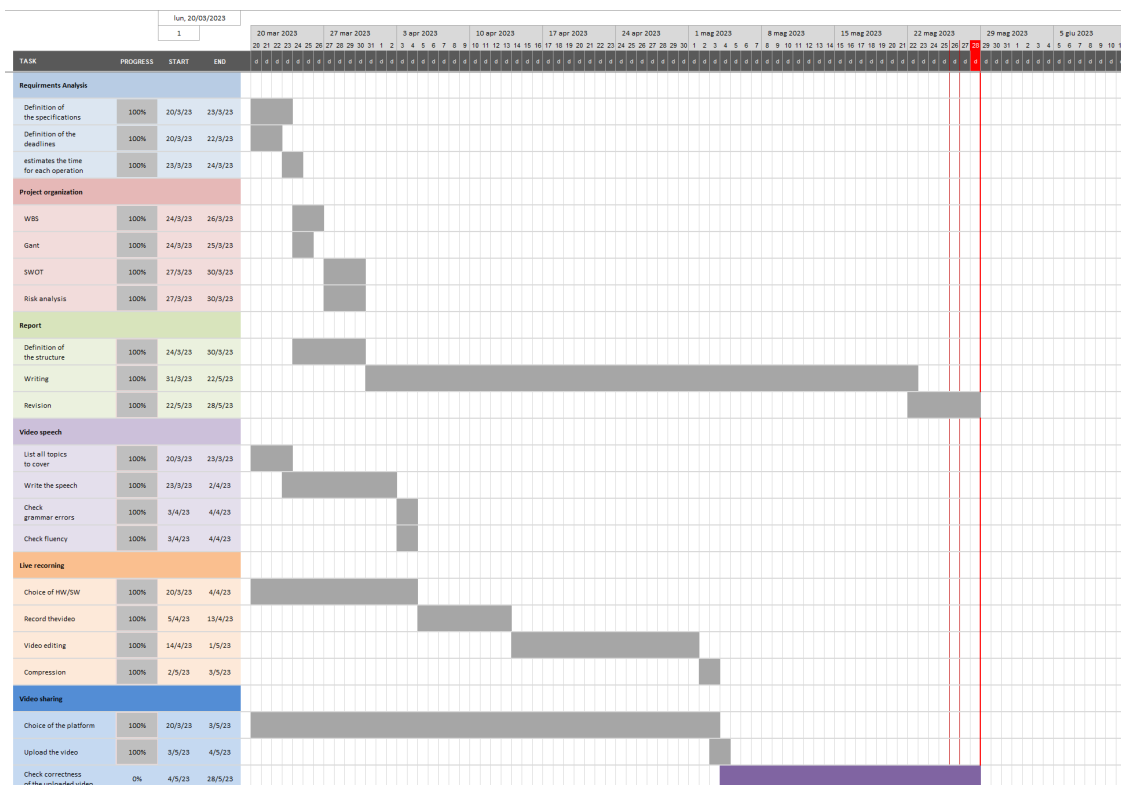 lun, 20/03/2023
1
20 mar 2023 27 mar 2023 3 apr 2023 10 apr 2023 17 apr 2023 24 apr 2023 1 mag 2023 8 mag 2023 15 mag 2023 22 mag 2023 29 mag 2023 5 giu 2023
20 21 22 23 24 25 26 27 28 29 30 31 1 2 3 4 5 6 7 8 9 10 11 12 13 14 15 16 17 18 19 20 21 22 23 24 25 26 27 28 29 30 1 2 3 4 5 6 7 8 9 10 11 12 13 14 15 16 17 18 19 20 21 22 23 24 25 26 27 28 29 30 31 1 2 3 4 5 6 7 8 9 10
TASK PROGRESS START END d d d d d d d d d d d d d d d d d d d d d d d d d d d d d d d d d d d d d d d d d d d d d d d d d d d d d d d d d d d d d d d d d d d d d d d d d d d d d d d d d d d
Requirments Analysis
Definition of
the specifications 100% 20/3/23 23/3/23
Definition of the
deadlines 100% 20/3/23 22/3/23
estimates the time
for each operation 100% 23/3/23 24/3/23
Project organization
WBS 100% 24/3/23 26/3/23
Gant 100% 24/3/23 25/3/23
SWOT 100% 27/3/23 30/3/23
Risk analysis 100% 27/3/23 30/3/23
Report
Definition of
the structure 100% 24/3/23 30/3/23
Writing 100% 31/3/23 22/5/23
Revision 100% 22/5/23 28/5/23
Video speech
List all topics
to cover 100% 20/3/23 23/3/23
Write the speech 100% 23/3/23 2/4/23
Check
grammar errors 100% 3/4/23 4/4/23
Check fluency 100% 3/4/23 4/4/23
Live recorning
Choice of HW/SW 100% 20/3/23 4/4/23
Record thevideo 100% 5/4/23 13/4/23
Video editing 100% 14/4/23 1/5/23
Compression 100% 2/5/23 3/5/23
Video sharing
Choice of the platform 100% 20/3/23 3/5/23
Upload the video 100% 3/5/23 4/5/23
Check correctness
of the uploaded video 0% 4/5/23 28/5/23